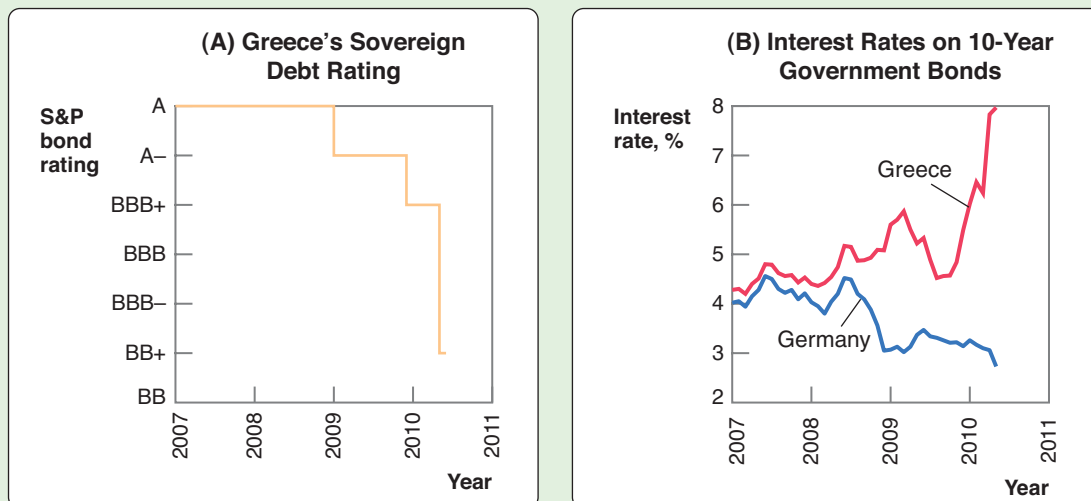 (A) Greece's Sovereign
Debt Rating
S&P
bond
rating
A
A–
BBB+
BBB
BBB–
BB+
BB
2007
2008
2009
2010
2011
Year
(B) Interest Rates on 10-Year
Government Bonds
Interest
rate, %
8
7
6
5
4
3
2
Greece
Germany
2007
2008
2009
2010
2011
Year